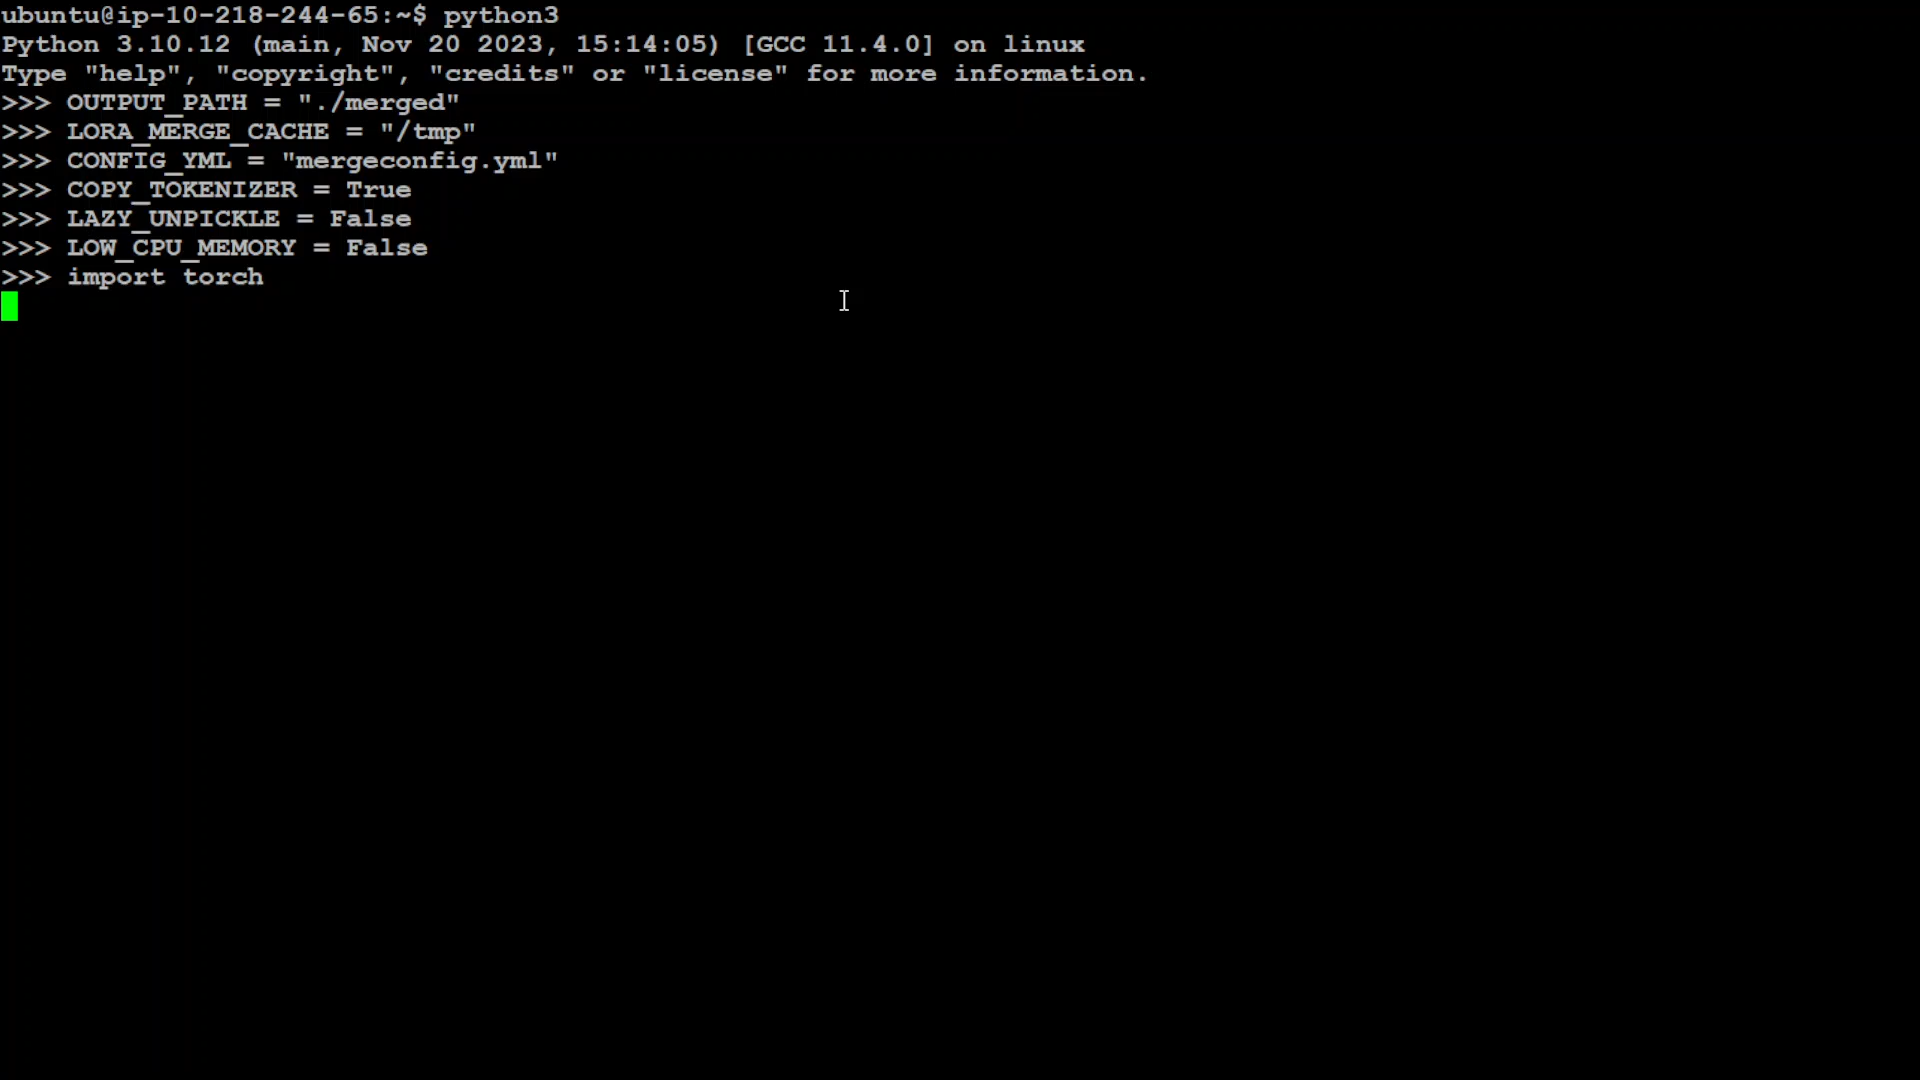 ubuntu@ip-10-218-244-65:~$ python3
Python 3.10.12 (main, Nov 20 2023, 15:14:05) [GCC 11.4.0] on linux
Type "help", "copyright", "credits" or "license" for more information.
>>> OUTPUT_PATH = "./merged"
>>> LORA_MERGE_CACHE = "/tmp"
>>> CONFIG_YML = "mergeconfig.yml"
>>> COPY_TOKENIZER = True
>>> LAZY_UNPICKLE = False
>>> LOW_CPU_MEMORY = False
>>> import torch